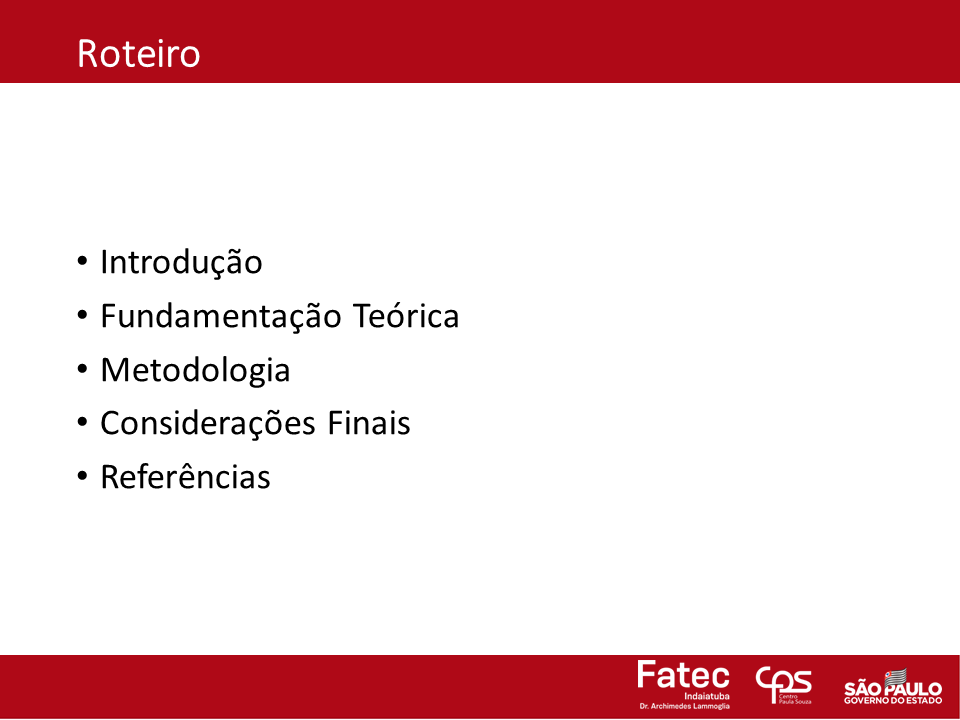 Roteiro
• Introdução
• Fundamentação Teórica
• Metodologia
• Considerações Finais
• Referências
Fatec
Indaiatuba
Dr. Archimedes Lammoglia
CPS
Centro
Paula Souza
SÃO PAULO
GOVERNO DO ESTADO